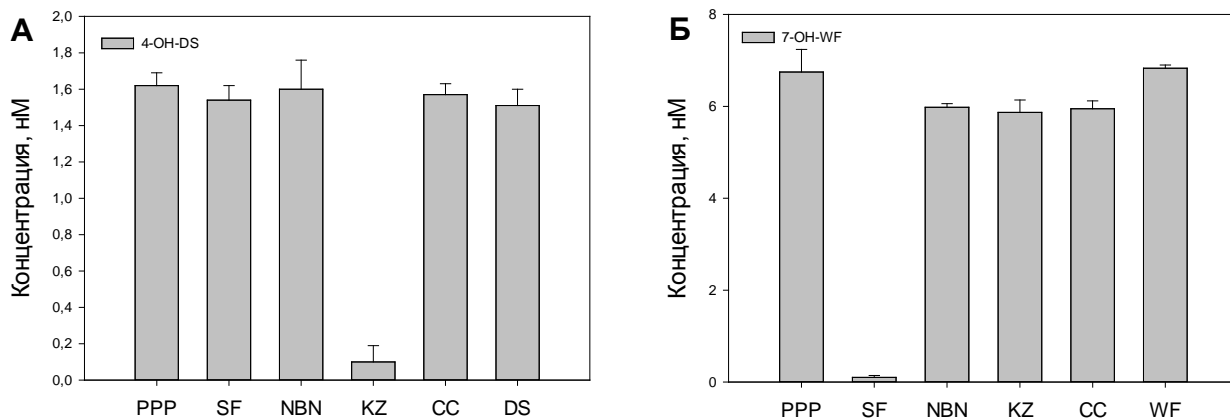 А
4-OH-DS
Концентрация, нМ
2,0
1,8
1,6
1,4
1,2
1,0
0,8
0,6
0,4
0,2
0,0
PPP SF NBN KZ CC DS
Б
7-OH-WF
Концентрация, нМ
8
6
4
2
0
PPP SF NBN KZ CC WF